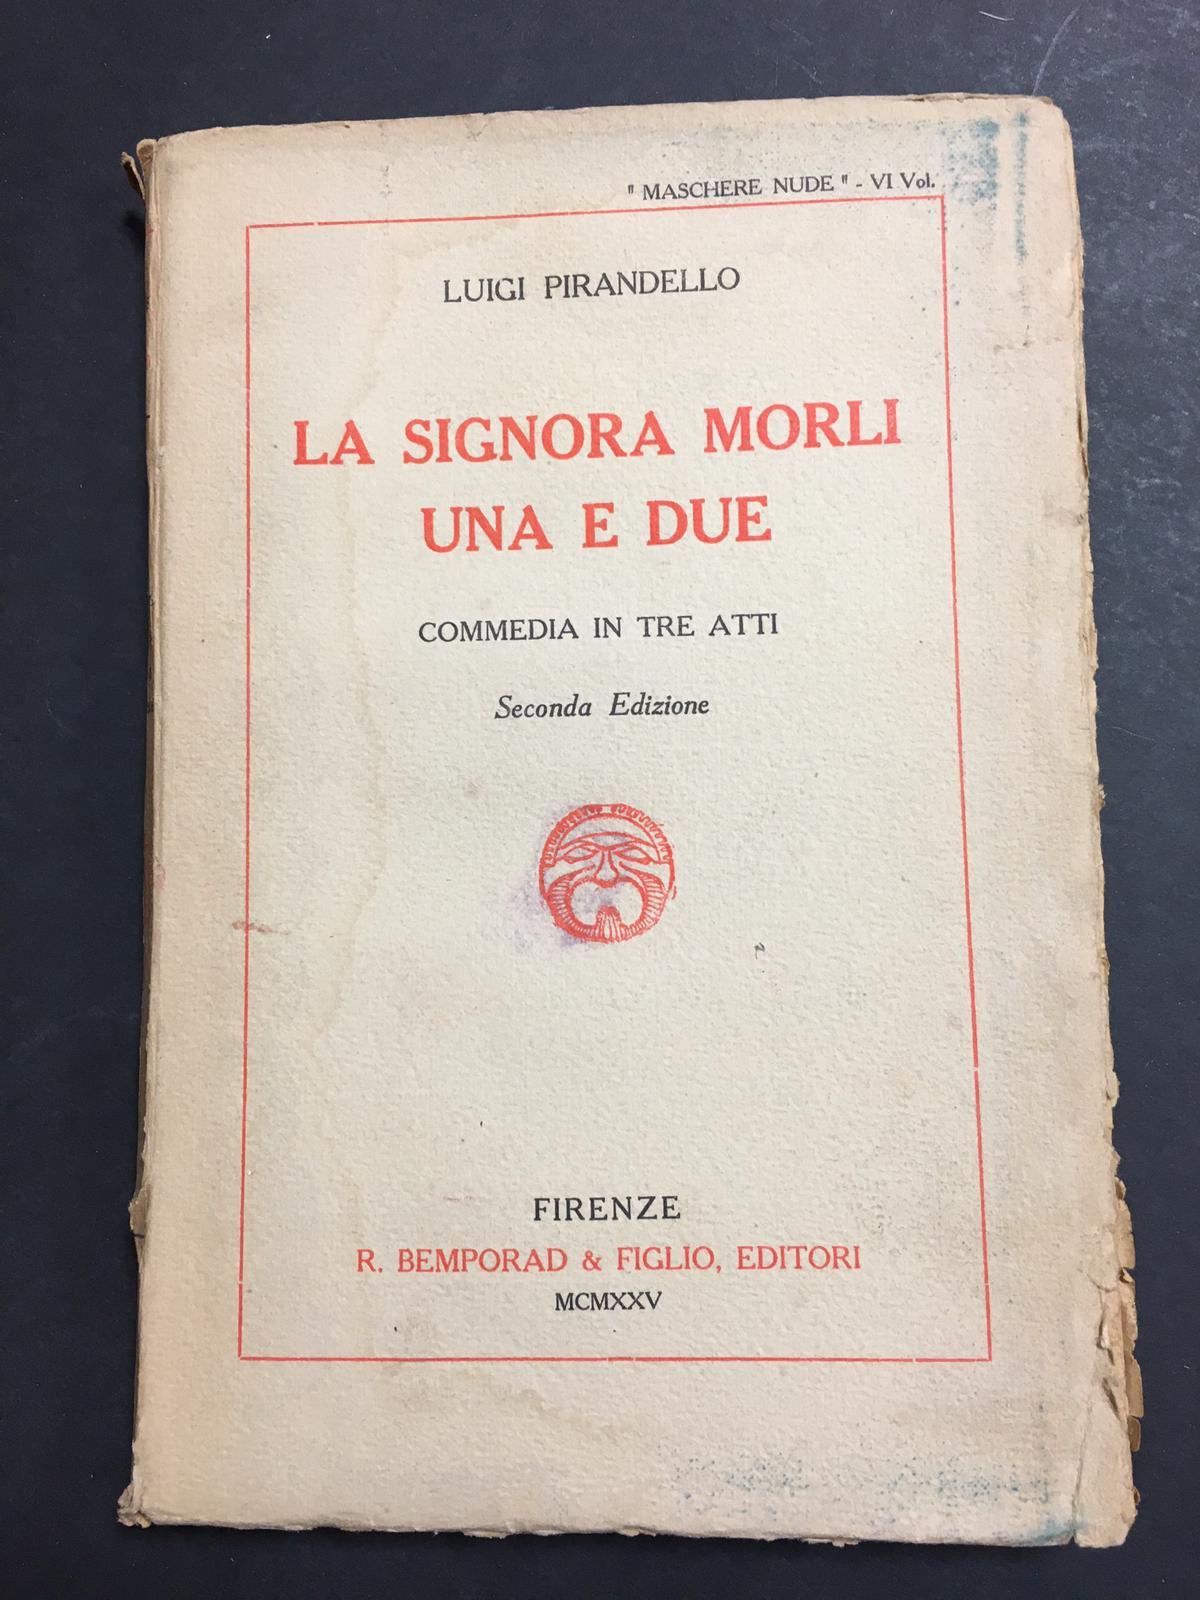 " MASCHERE NUDE " - VI Vol.
LUIGI PIRANDELLO
LA SIGNORA MORLI
UNA E DUE
COMMEDIA IN TRE ATTI
Seconda Edizione
FIRENZE
R. BEMPORAD & FIGLIO, EDITORI
MCMXXV